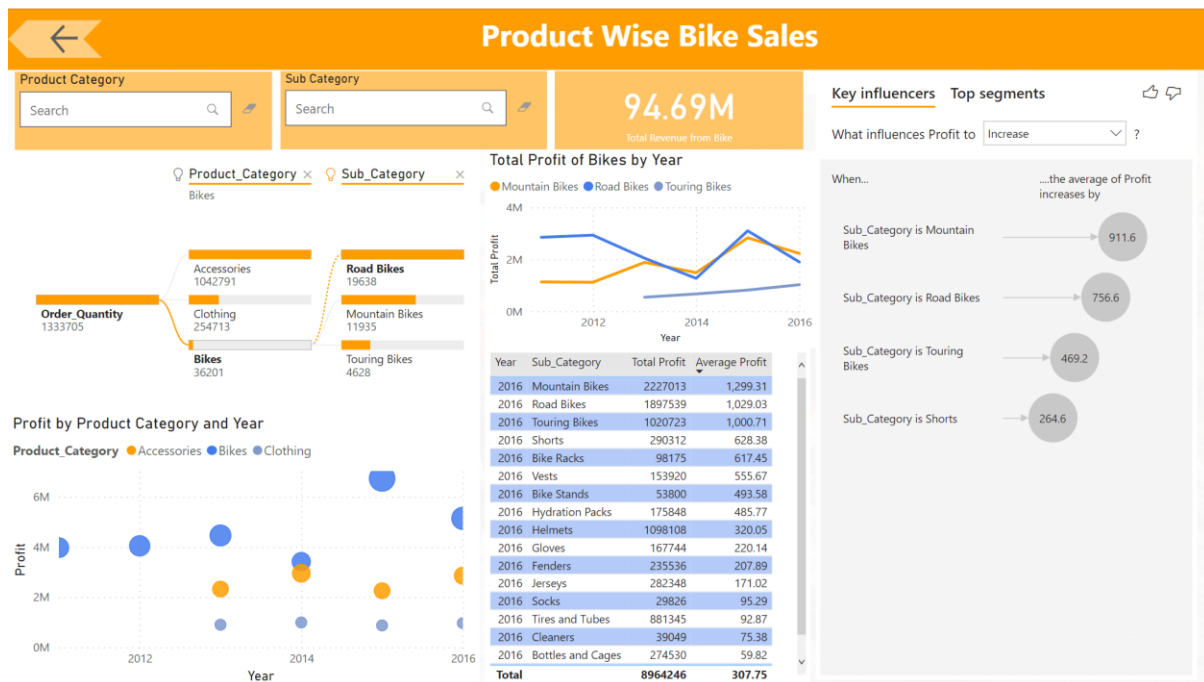 Product Wise Bike Sales
Product Category
Search
Sub Category
Search
94.69M
Total Revenue from Bike
Key influencers Top segments
What influences Profit to Increase ?
When...
....the average of Profit
increases by
Sub_Category is Mountain
Bikes
911.6
Sub_Category is Road Bikes
756.6
Sub_Category is Touring
Bikes
469.2
Sub_Category is Shorts
264.6
Product_Category × Sub_Category ×
Bikes
Order_Quantity
1333705
Accessories
1042791
Clothing
254713
Bikes
36201
Road Bikes
19638
Mountain Bikes
11935
Touring Bikes
4628
Total Profit of Bikes by Year
Mountain Bikes Road Bikes Touring Bikes
Total Profit
4M
2M
0M
2012 2014 2016
Year
Year Sub_Category Total Profit Average Profit
2016 Mountain Bikes 2227013 1,299.31
2016 Road Bikes 1897539 1,029.03
2016 Touring Bikes 1020723 1,000.71
2016 Shorts 290312 628.38
2016 Bike Racks 98175 617.45
2016 Vests 153920 555.67
2016 Bike Stands 53800 493.58
2016 Hydration Packs 175848 485.77
2016 Helmets 1098108 320.05
2016 Gloves 167744 220.14
2016 Fenders 235536 207.89
2016 Jerseys 282348 171.02
2016 Socks 29826 95.29
2016 Tires and Tubes 881345 92.87
2016 Cleaners 39049 75.38
2016 Bottles and Cages 274530 59.82
Total 8964246 307.75
Profit by Product Category and Year
Product_Category Accessories Bikes Clothing
Profit
6M
4M
2M
0M
2012 2014 2016
Year